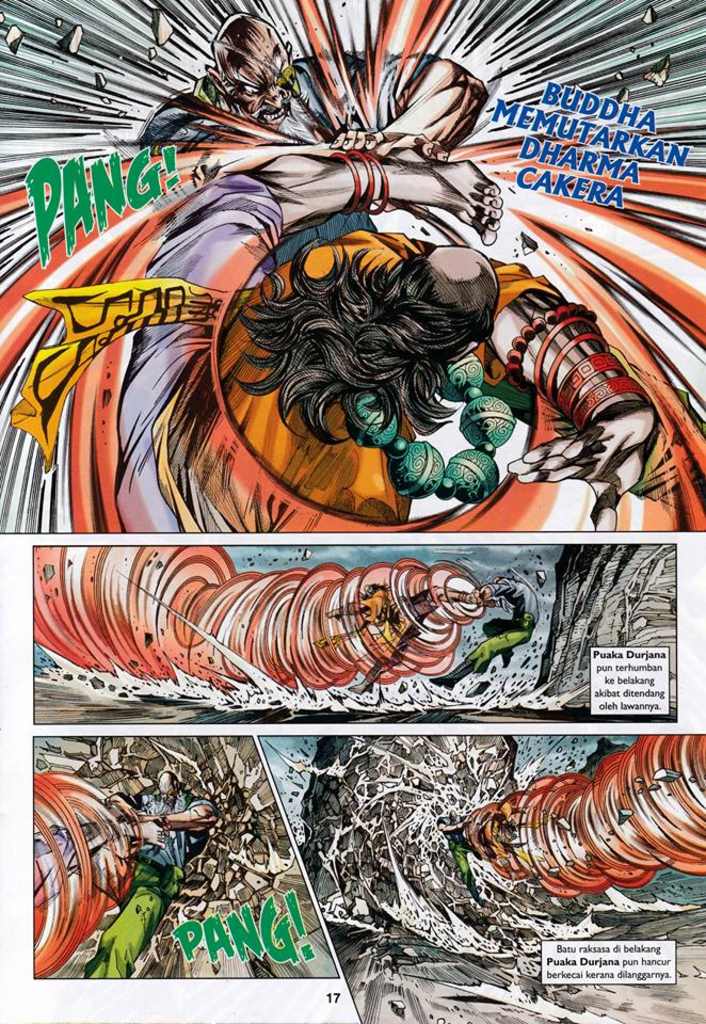 PANG!
BUDDHA
MEMUTARKAN
DHARMA
CAKERA
Puaka Durjana
pun terhumban
ke belakang
akibat ditendang
oleh lawannya.
PANG!
Batu raksasa di belakang
Puaka Durjana pun hancur
berkecai kerana dilanggarnya.
17